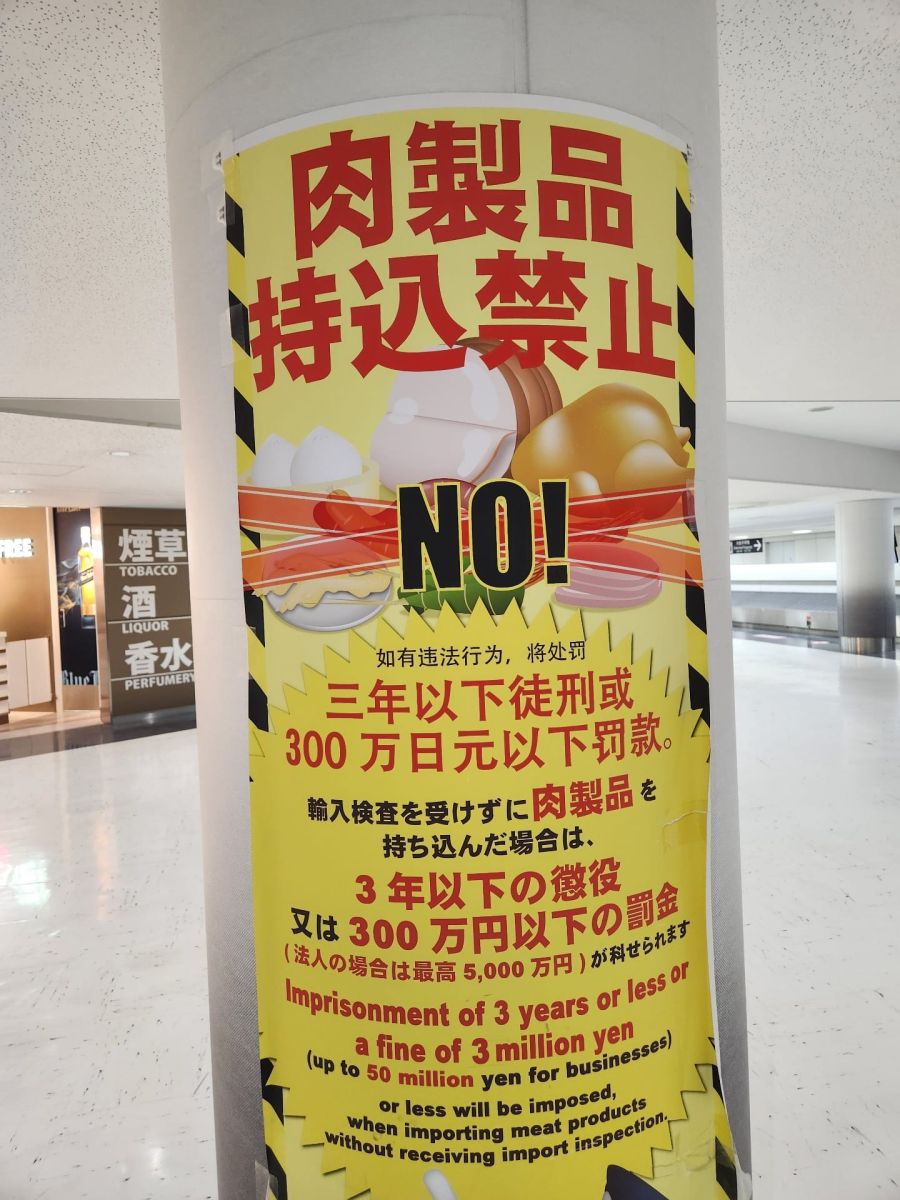 肉製品
持込禁止
NO!
如有违法行为，将处罚
三年以下徒刑或
300 万日元以下罚款。
輸入検査を受けずに肉製品を
持ち込んだ場合は、
3 年以下の懲役
又は 300 万円以下の罰金
(法人の場合は最高 5,000 万円)が科せられます
Imprisonment of 3 years or less or
a fine of 3 million yen
(up to 50 million yen for businesses)
or less will be imposed,
when importing meat products
without receiving import inspection.
FREE
煙草
TOBACCO
酒
LIQUOR
香水
PERFUMERY